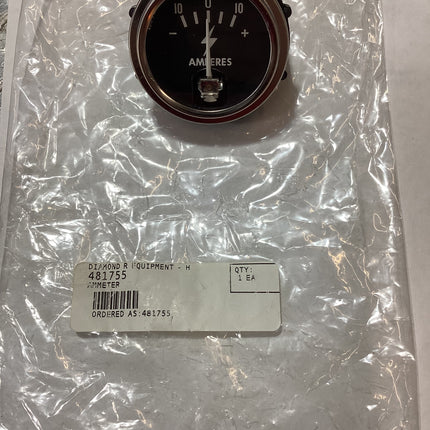 10 0 10
- +
AMPERES
DIAMOND R EQUIPMENT - H
481755
AMMETER
ORDERED AS:481755
QTY:
1 EA